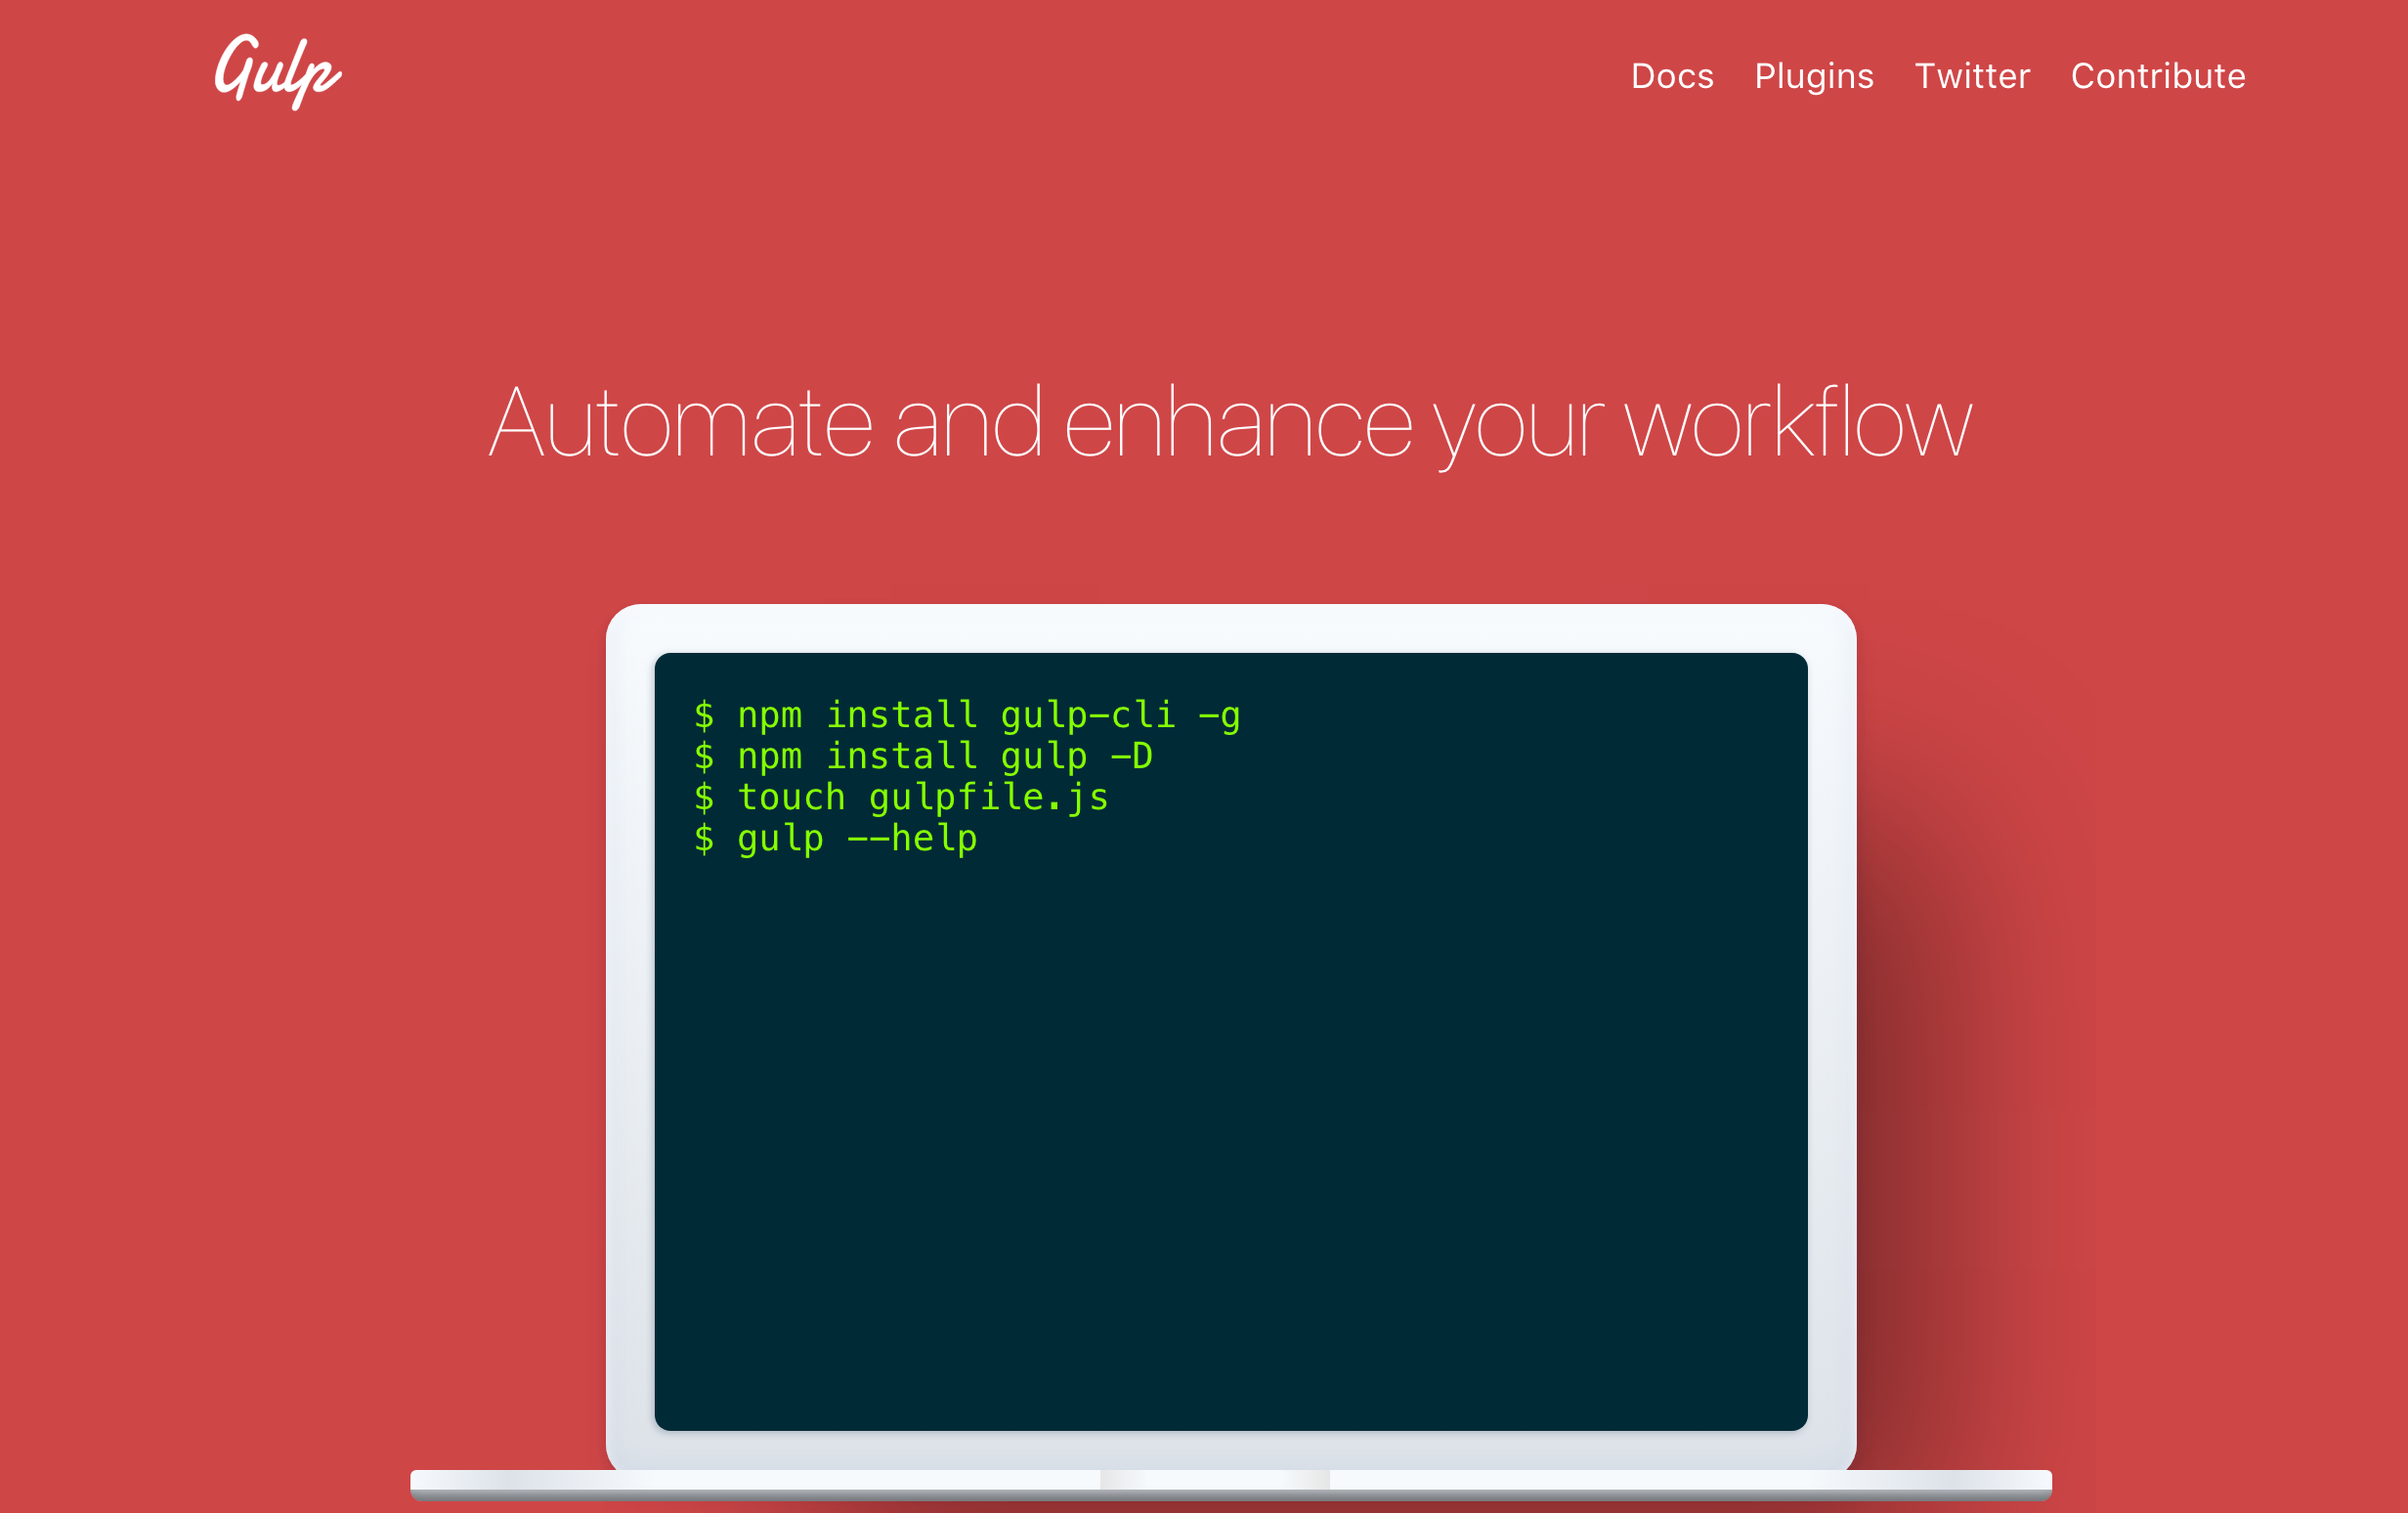 Gulp
Docs Plugins Twitter Contribute
Automate and enhance your workflow
$ npm install gulp-cli -g
$ npm install gulp -D
$ touch gulpfile.js
$ gulp --help